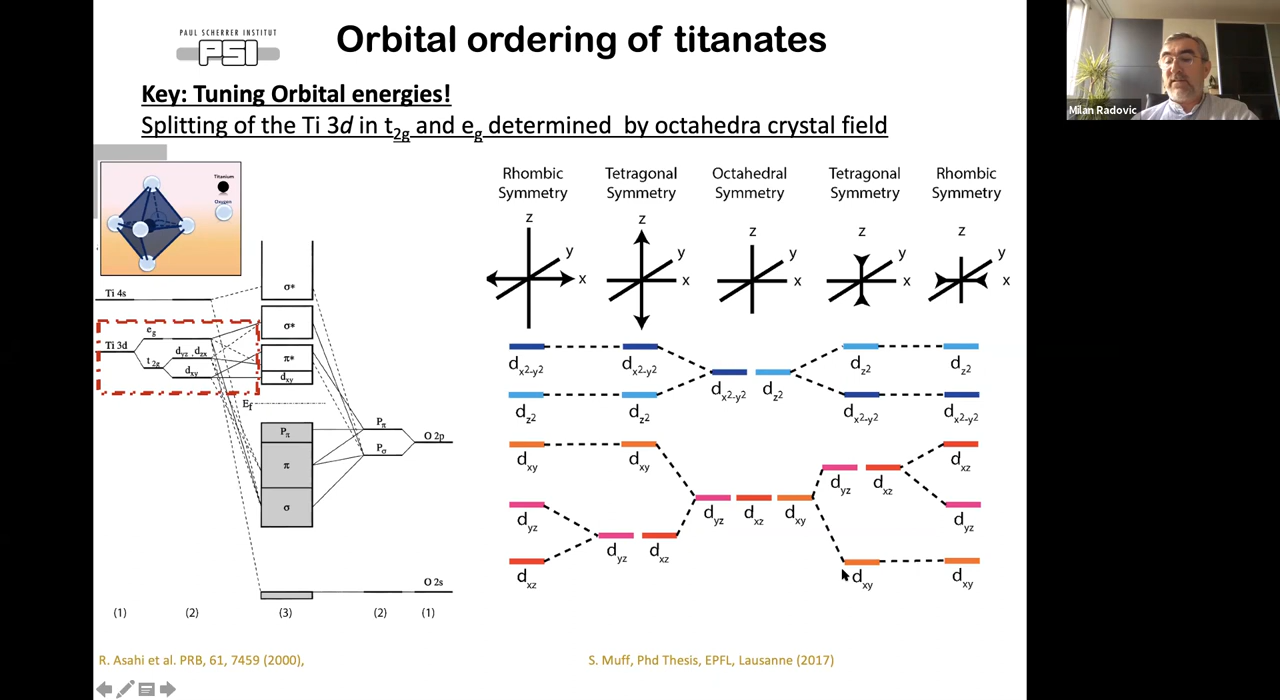 PAUL SCHERRER INSTITUT
PSI
Orbital ordering of titanates
Key: Tuning Orbital energies!
Splitting of the Ti 3d in t2g and eg determined by octahedra crystal field
Milan Radovic
Titanium
Oxygen
Ti 4s
Ti 3d
eg
t2g
dyz, dzx
dxy
σ*
σ*
π*
dxy
Ef
Pπ
π
σ
Pπ
Pσ
O 2p
O 2s
(1) (2) (3) (2) (1)
Rhombic Symmetry
Tetragonal Symmetry
Octahedral Symmetry
Tetragonal Symmetry
Rhombic Symmetry
z y x
z y x
z y x
z y x
z y x
dx2-y2
dz2
dxy
dyz
dxz
dx2-y2
dz2
dxy
dyz dxz
dx2-y2 dz2
dyz dxz dxy
dz2
dx2-y2
dyz dxz
dxy
dz2
dx2-y2
dxz
dyz
dxy
R. Asahi et al. PRB, 61, 7459 (2000),
S. Muff, Phd Thesis, EPFL, Lausanne (2017)